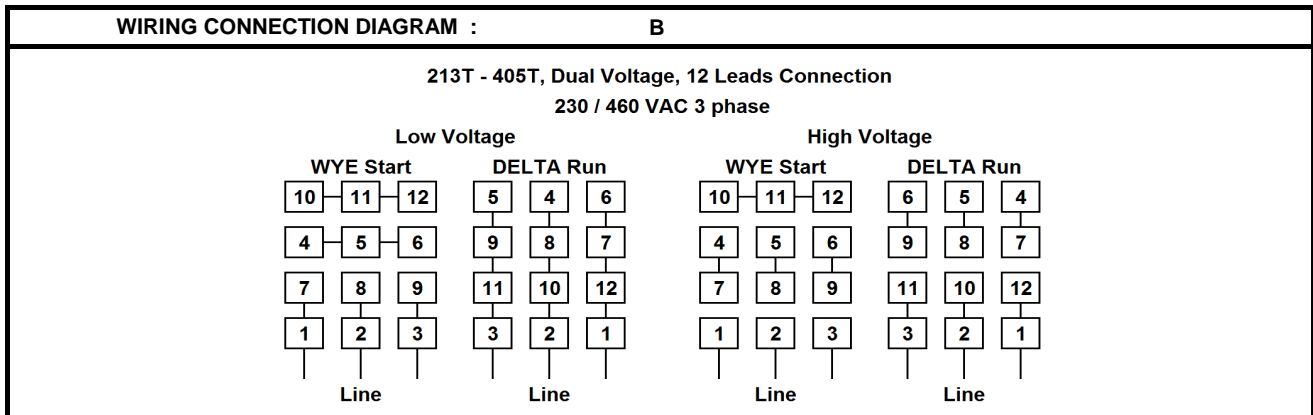 WIRING CONNECTION DIAGRAM : B
213T - 405T, Dual Voltage, 12 Leads Connection
230 / 460 VAC 3 phase
Low Voltage High Voltage
WYE Start DELTA Run WYE Start DELTA Run
10 11 12 5 4 6 10 11 12 6 5 4
4 5 6 9 8 7 4 5 6 9 8 7
7 8 9 11 10 12 7 8 9 11 10 12
1 2 3 3 2 1 1 2 3 3 2 1
Line Line Line Line